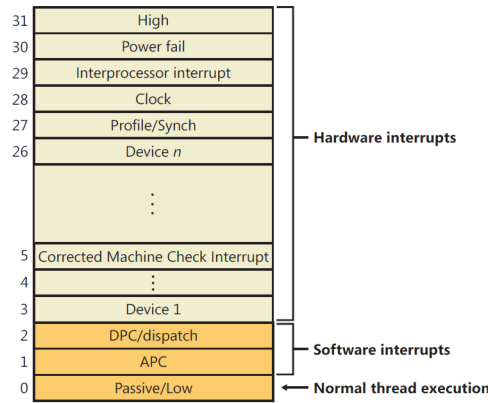 31 High
30 Power fail
29 Interprocessor interrupt
28 Clock
27 Profile/Synch
26 Device n
Hardware interrupts
5 Corrected Machine Check Interrupt
4
3 Device 1
2 DPC/dispatch
Software interrupts
1 APC
0 Passive/Low
Normal thread execution